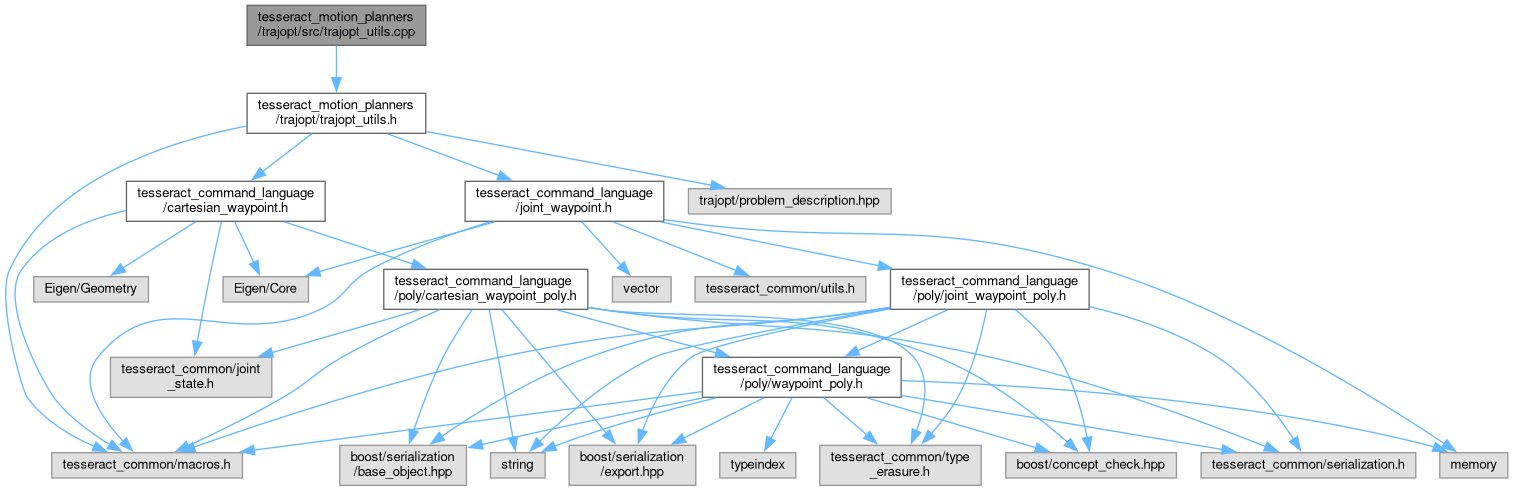 tesseract_motion_planners
/trajopt/src/trajopt_utils.cpp
tesseract_motion_planners
/trajopt/trajopt_utils.h
tesseract_command_language
/cartesian_waypoint.h
tesseract_command_language
/joint_waypoint.h
trajopt/problem_description.hpp
Eigen/Geometry
Eigen/Core
tesseract_command_language
/poly/cartesian_waypoint_poly.h
vector
tesseract_common/utils.h
tesseract_command_language
/poly/joint_waypoint_poly.h
tesseract_common/joint
_state.h
tesseract_command_language
/poly/waypoint_poly.h
tesseract_common/macros.h
boost/serialization
/base_object.hpp
string
boost/serialization
/export.hpp
typeindex
tesseract_common/type
_erasure.h
boost/concept_check.hpp
tesseract_common/serialization.h
memory